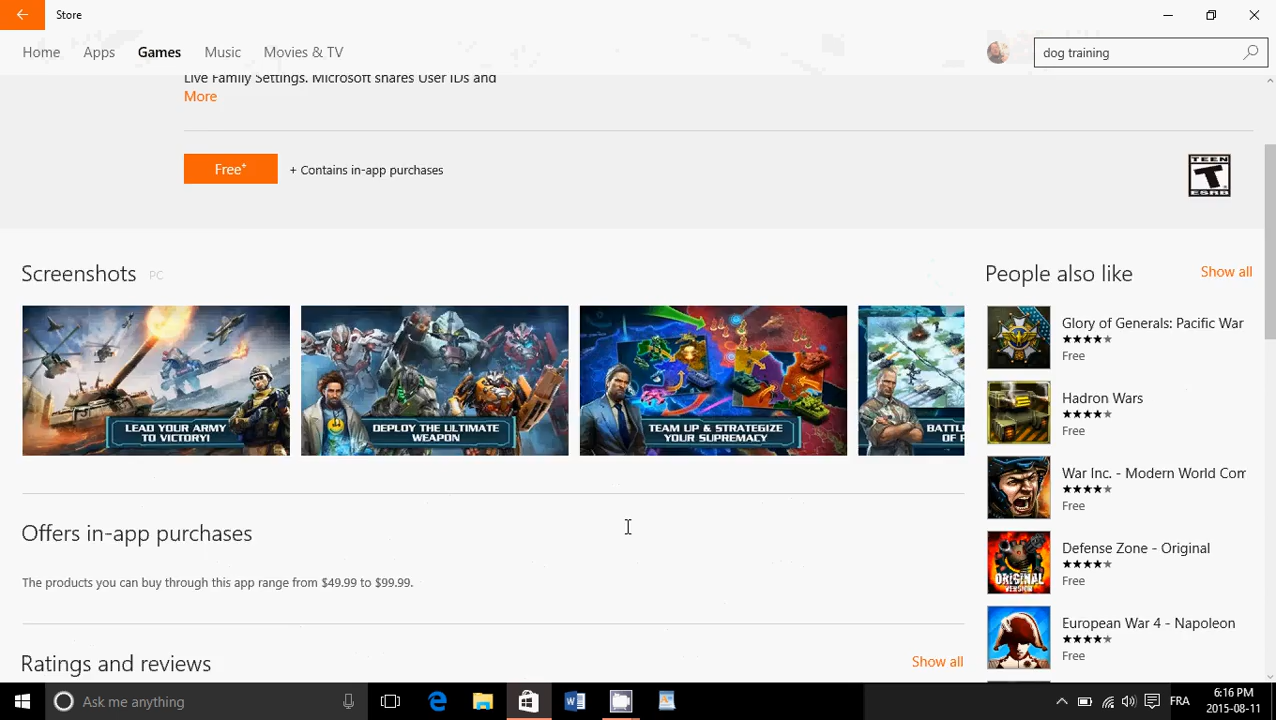 Store
Home Apps Games Music Movies & TV
dog training
Live Family Settings. Microsoft shares User IDs and
More
Free*
+ Contains in-app purchases
TEEN
T
ESRB
Screenshots PC
LEAD YOUR ARMY
TO VICTORY!
DEPLOY THE ULTIMATE
WEAPON
TEAM UP & STRATEGIZE
YOUR SUPREMACY
BATTL
OF P
Offers in-app purchases
The products you can buy through this app range from $49.99 to $99.99.
Ratings and reviews
Show all
People also like
Show all
Glory of Generals: Pacific War
Free
Hadron Wars
Free
War Inc. - Modern World Com
Free
ORIGINAL
VERSION
Defense Zone - Original
Free
European War 4 - Napoleon
Free
Ask me anything
FRA
6:16 PM
2015-08-11